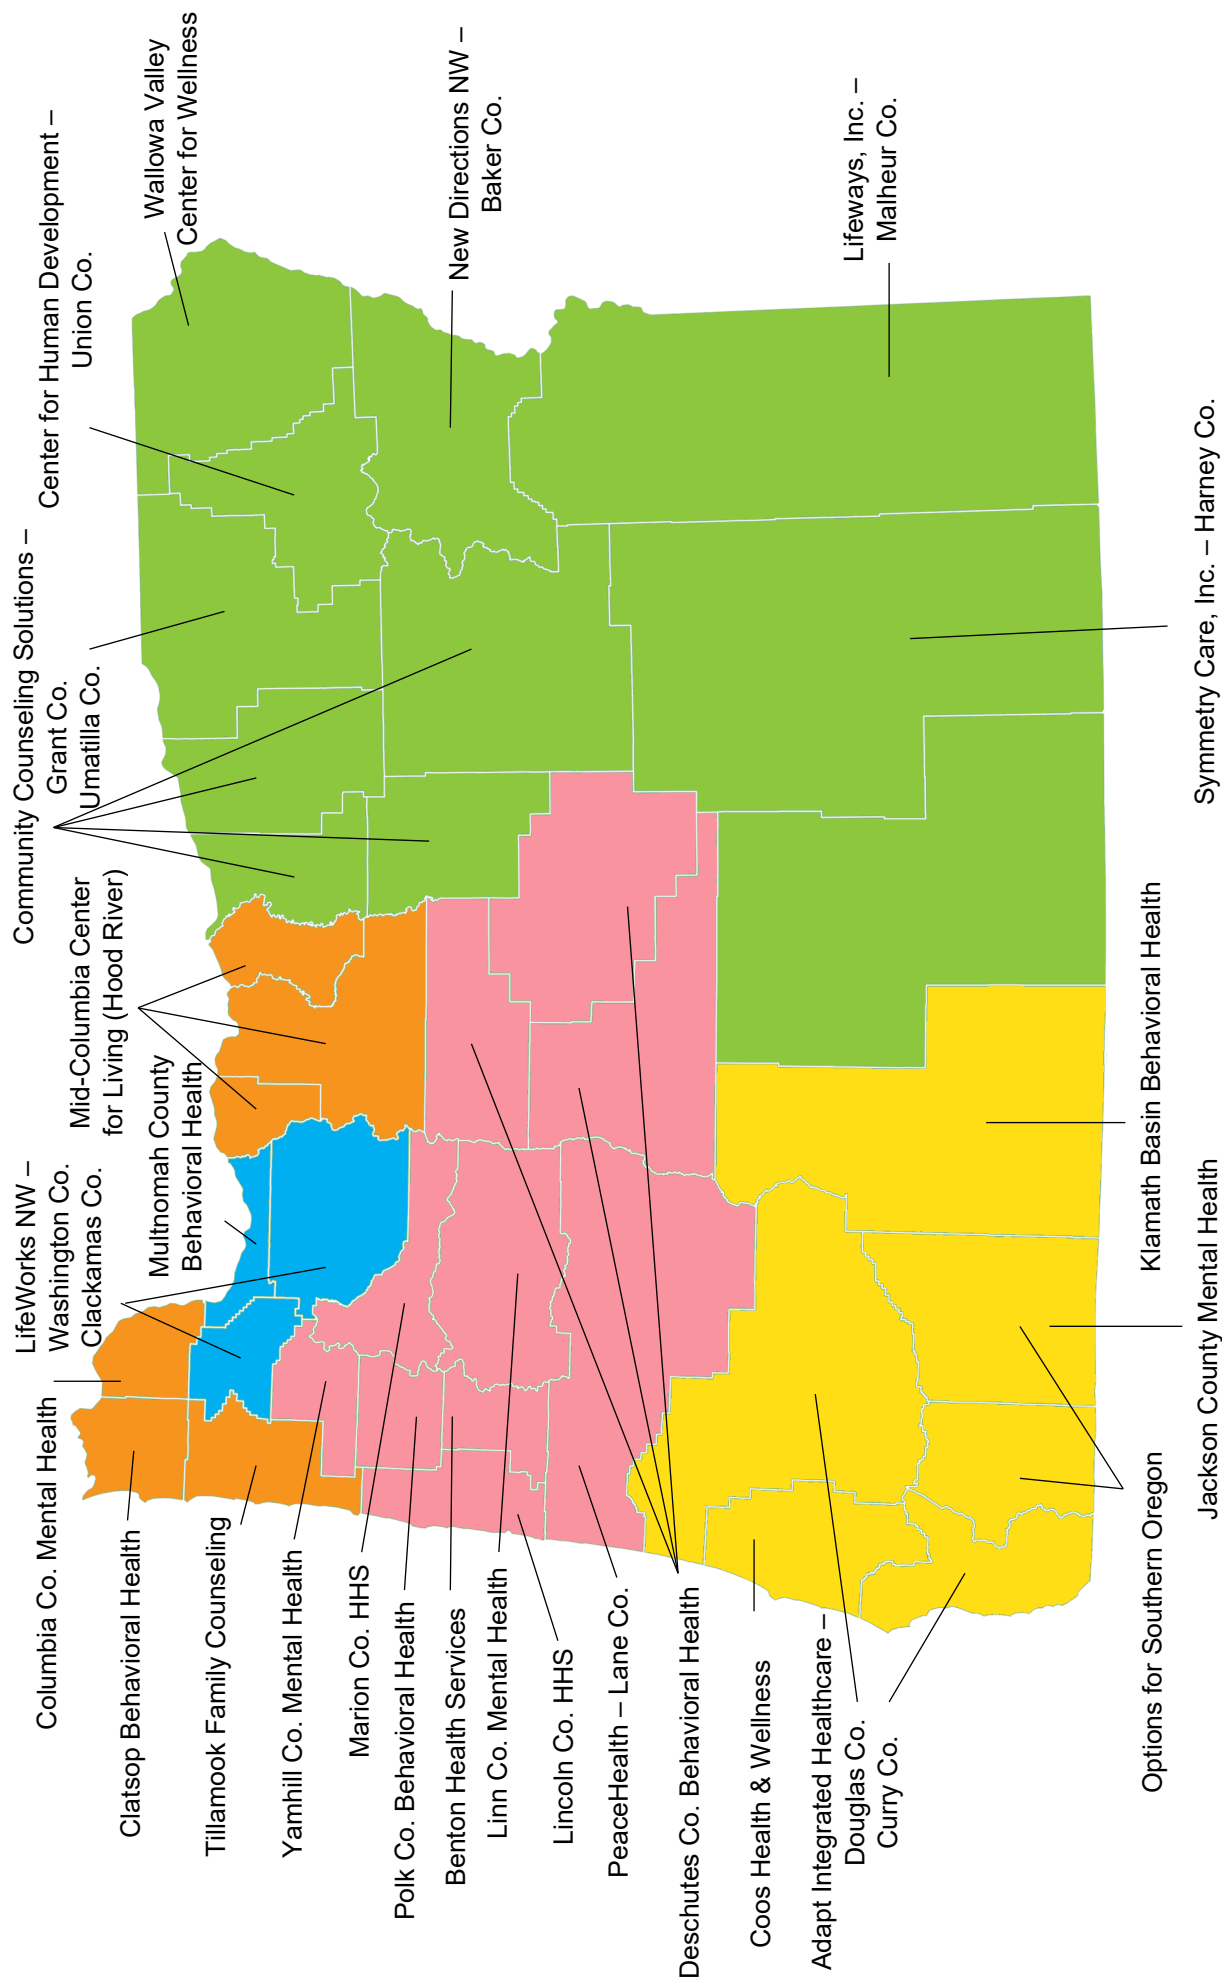 Community Counseling Solutions –
Grant Co.
Umatilla Co.
Center for Human Development –
Union Co.
Wallowa Valley
Center for Wellness
Mid-Columbia Center
for Living (Hood River)
LifeWorks NW –
Washington Co.
Clackamas Co.
Multnomah County
Behavioral Health
Columbia Co. Mental Health
Clatsop Behavioral Health
Tillamook Family Counseling
Yamhill Co. Mental Health
Marion Co. HHS
Polk Co. Behavioral Health
Benton Health Services
Linn Co. Mental Health
Lincoln Co. HHS
PeaceHealth – Lane Co.
Deschutes Co. Behavioral Health
Coos Health & Wellness
Adapt Integrated Healthcare –
Douglas Co.
Curry Co.
New Directions NW –
Baker Co.
Lifeways, Inc. –
Malheur Co.
Symmetry Care, Inc. – Harney Co.
Klamath Basin Behavioral Health
Jackson County Mental Health
Options for Southern Oregon